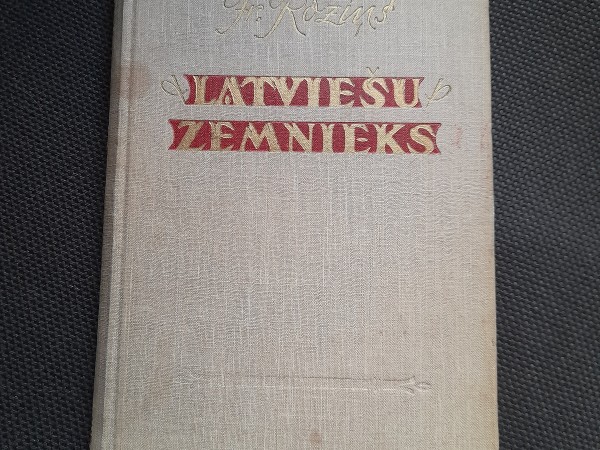 Fr. Roziņš
LATVIEŠU
ZEMNIEKS